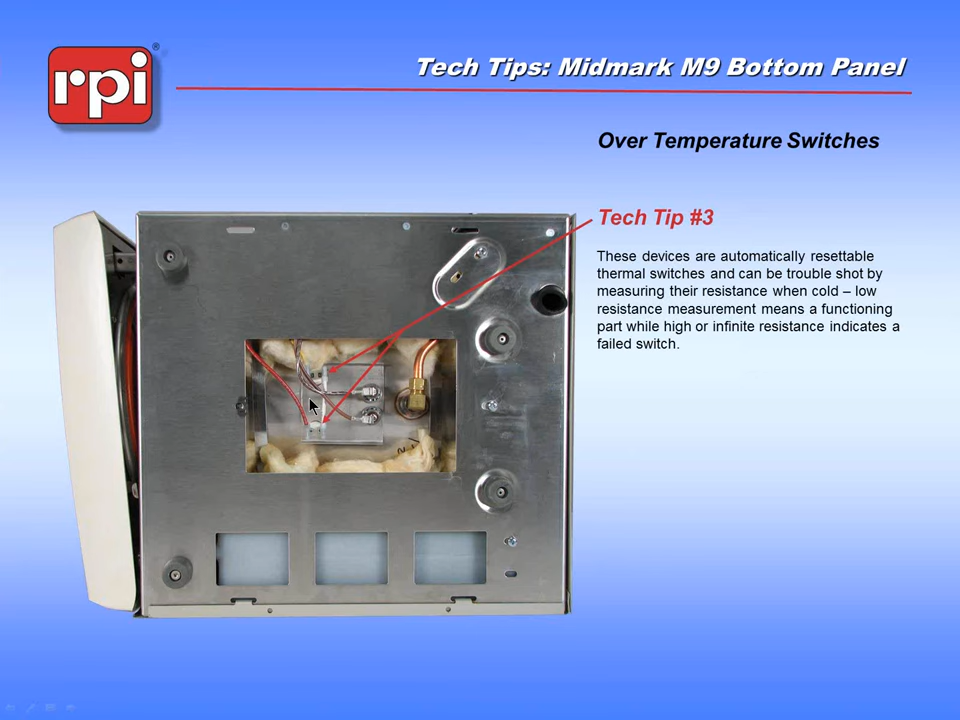 rpi®
Tech Tips: Midmark M9 Bottom Panel
Over Temperature Switches
Tech Tip #3
These devices are automatically resettable
thermal switches and can be trouble shot by
measuring their resistance when cold – low
resistance measurement means a functioning
part while high or infinite resistance indicates a
failed switch.